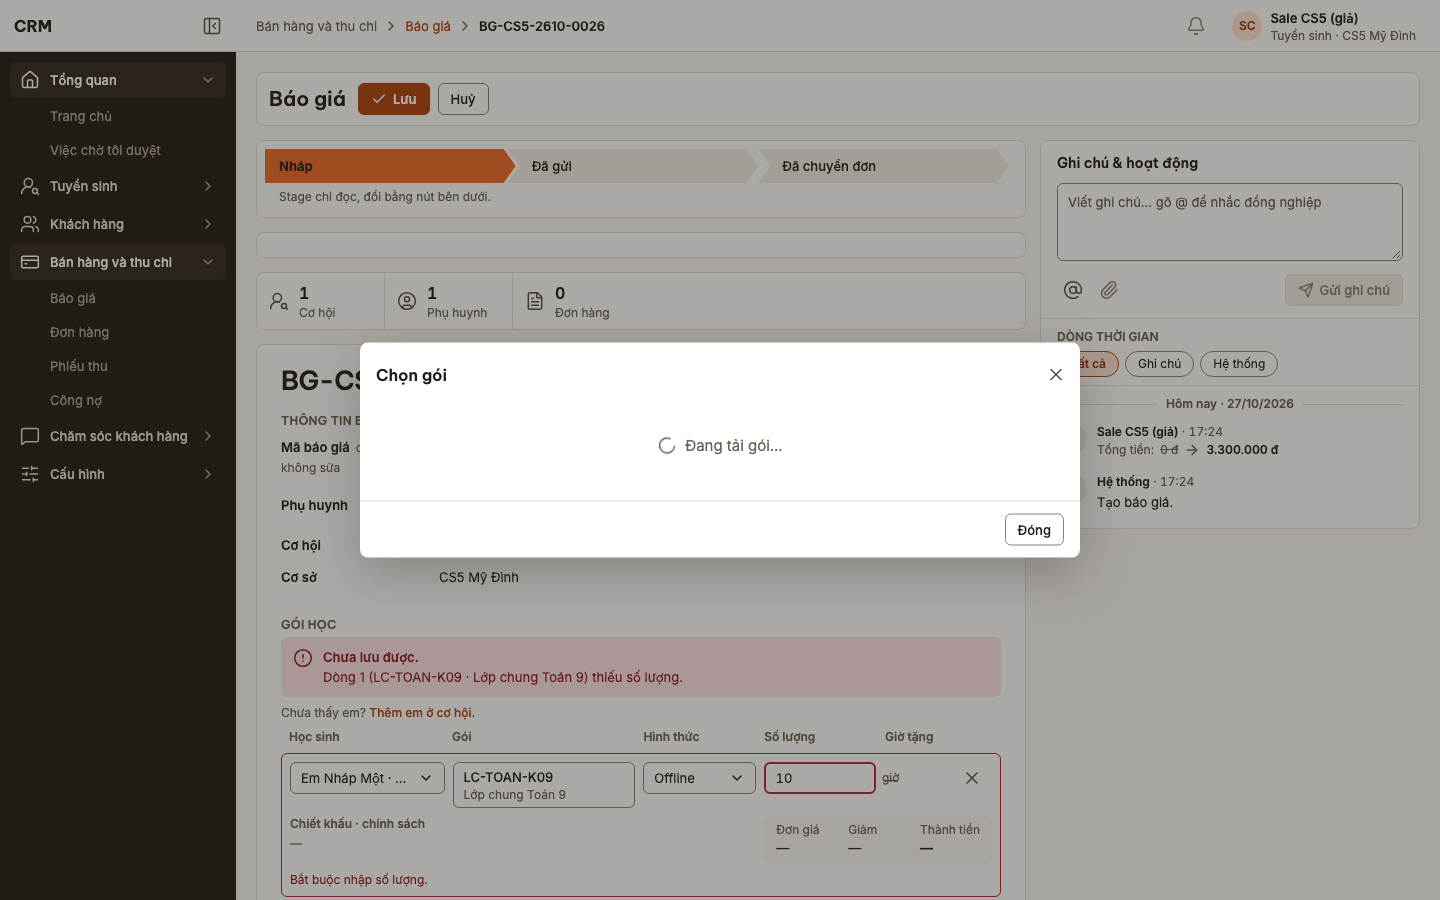 CRM
Bán hàng và thu chi > Báo giá > BG-CS5-2610-0026
SC
Sale CS5 (giả)
Tuyển sinh · CS5 Mỹ Đình
Tổng quan
Trang chủ
Việc chờ tôi duyệt
Tuyển sinh
Khách hàng
Bán hàng và thu chi
Báo giá
Đơn hàng
Phiếu thu
Công nợ
Chăm sóc khách hàng
Cấu hình
Báo giá
Lưu
Huỷ
Nháp
Đã gửi
Đã chuyển đơn
Stage chỉ đọc, đổi bằng nút bên dưới.
1
Cơ hội
1
Phụ huynh
0
Đơn hàng
BG-CS
THÔNG TIN
Mã báo giá
không sửa
Phụ huynh
Cơ hội
Cơ sở
CS5 Mỹ Đình
GÓI HỌC
Chưa lưu được.
Dòng 1 (LC-TOAN-K09 · Lớp chung Toán 9) thiếu số lượng.
Chưa thấy em? Thêm em ở cơ hội.
Học sinh Gói Hình thức Số lượng Giờ tặng
Em Nháp Một · ...
LC-TOAN-K09
Lớp chung Toán 9
Offline
10
giờ
Chiết khấu · chính sách
—
Đơn giá Giảm Thành tiền
— — —
Bắt buộc nhập số lượng.
Chọn gói
Đang tải gói...
Đóng
Ghi chú & hoạt động
Viết ghi chú... gõ @ để nhắc đồng nghiệp
Gửi ghi chú
DÒNG THỜI GIAN
ất cả
Ghi chú
Hệ thống
Hôm nay · 27/10/2026
Sale CS5 (giả) · 17:24
Tổng tiền: 0 đ → 3.300.000 đ
Hệ thống · 17:24
Tạo báo giá.